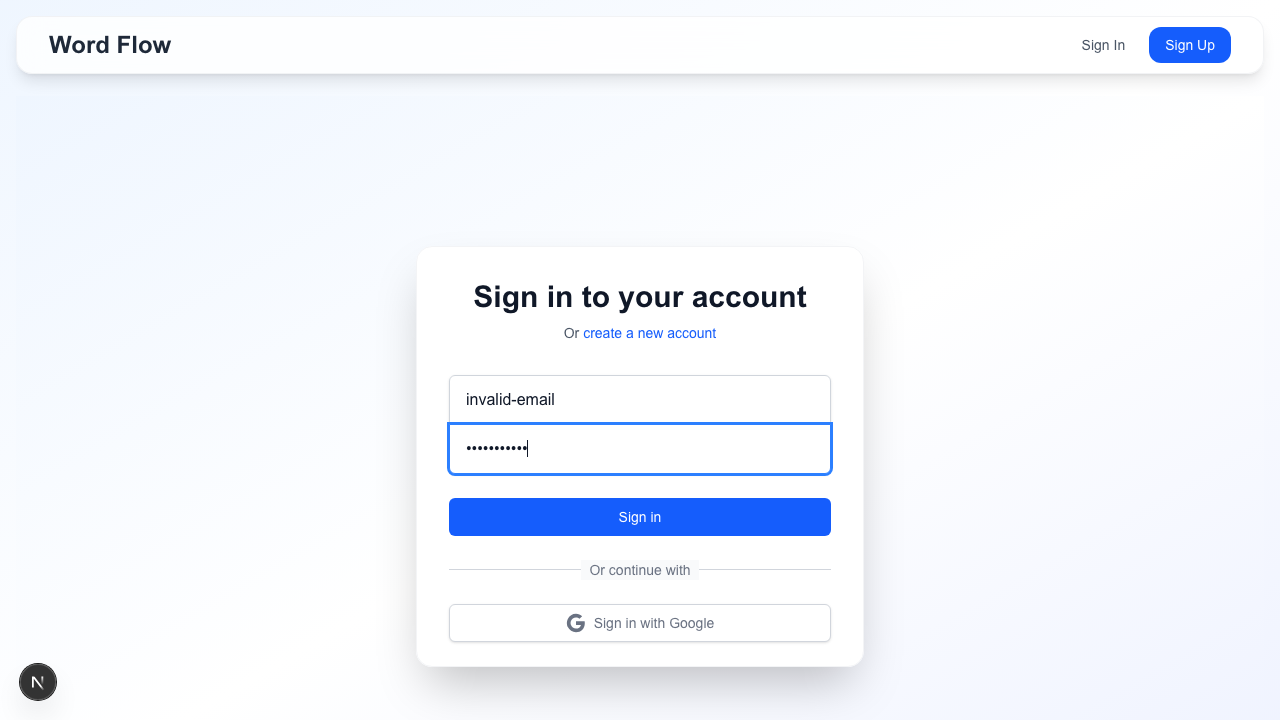 Word Flow
Sign In
Sign Up
Sign in to your account
Or create a new account
invalid-email
•••••••••••
Sign in
Or continue with
Sign in with Google
N